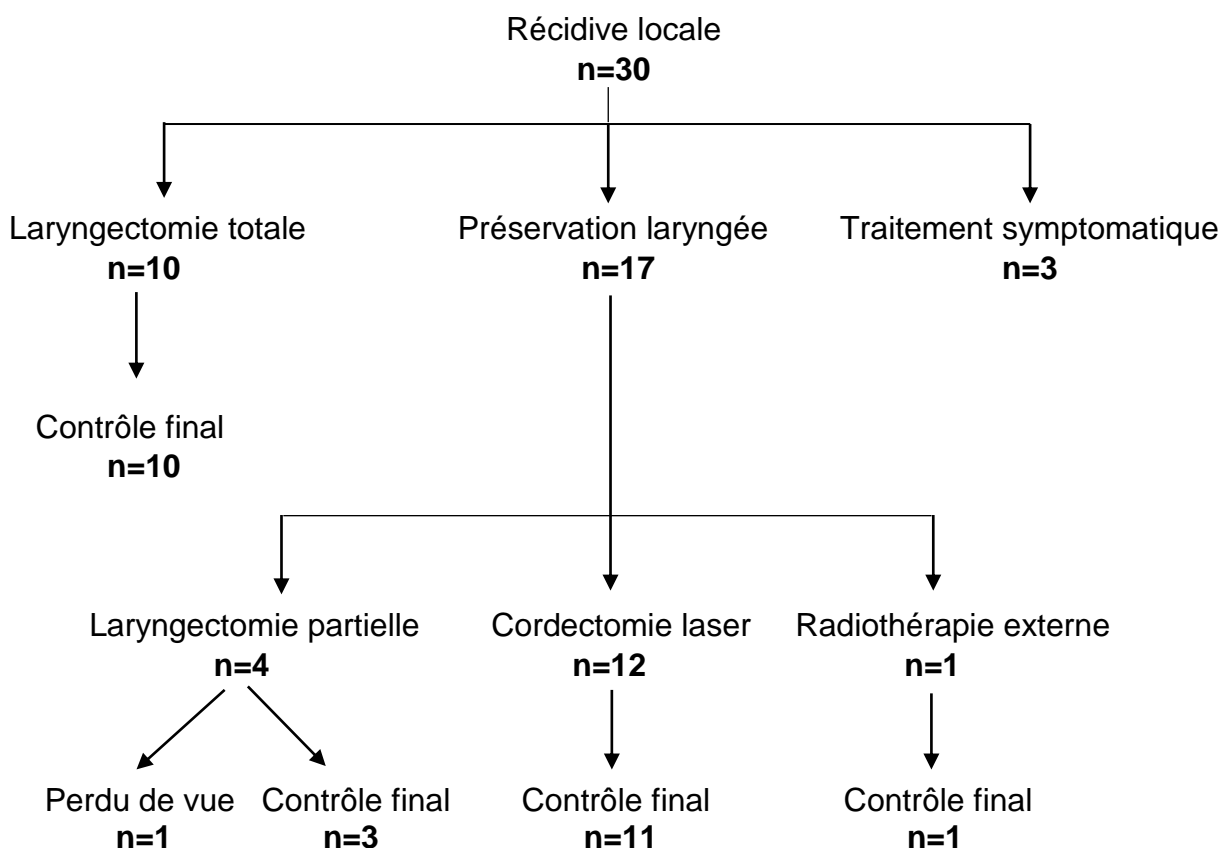 Récidive locale
n=30
Laryngectomie totale
n=10
Préservation laryngée
n=17
Traitement symptomatique
n=3
Contrôle final
n=10
Laryngectomie partielle
n=4
Cordectomie laser
n=12
Radiothérapie externe
n=1
Perdu de vue
n=1
Contrôle final
n=3
Contrôle final
n=11
Contrôle final
n=1